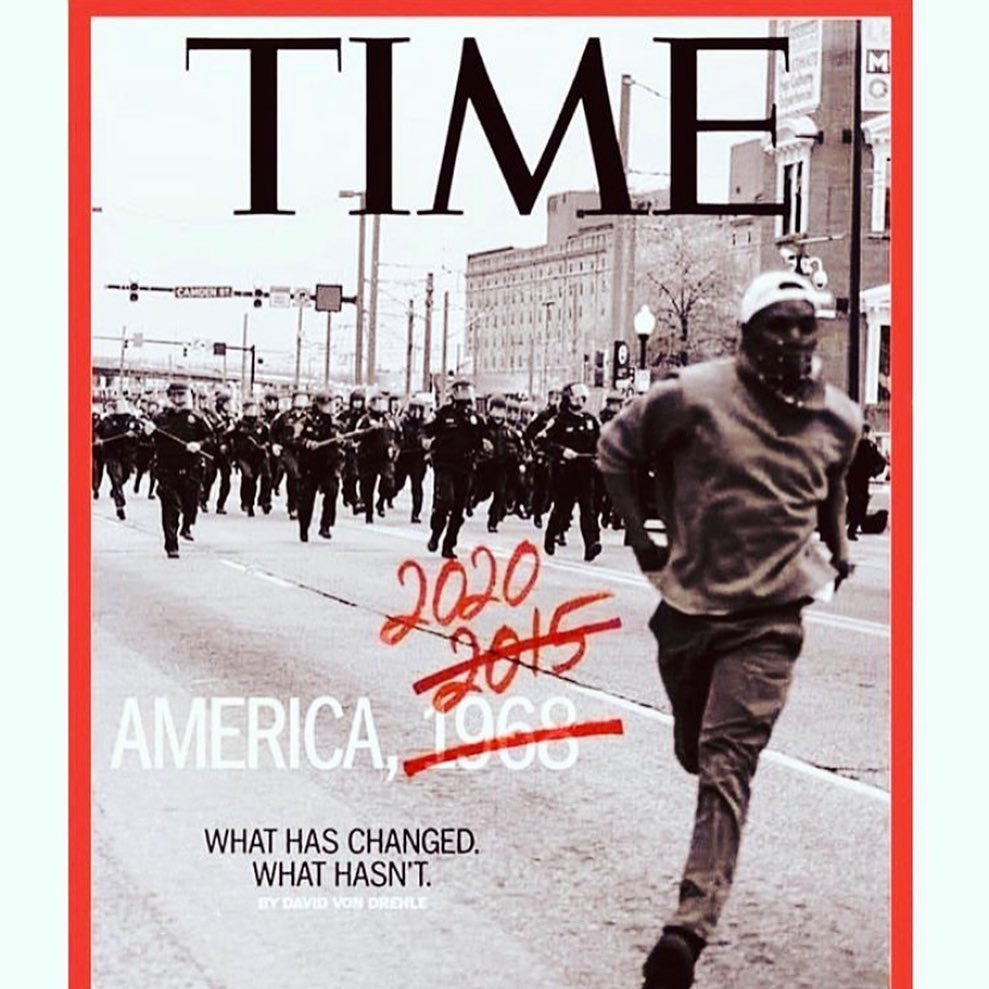 TIME
CAMDEN ST
2020
2015
AMERICA, 1968
WHAT HAS CHANGED.
WHAT HASN'T.
BY DAVID VON DREHLE